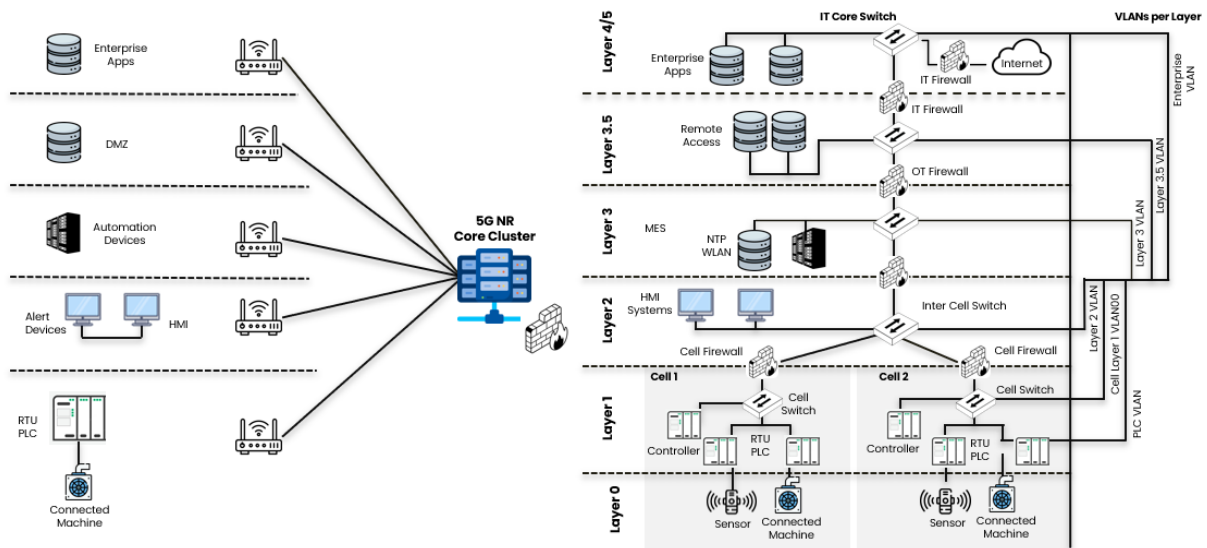 Enterprise
Apps
DMZ
Automation
Devices
Alert
Devices
HMI
RTU
PLC
Connected
Machine
5G NR
Core Cluster
IT Core Switch
VLANs per Layer
Layer 4/5
Enterprise
Apps
Internet
IT Firewall
IT Firewall
Enterprise
VLAN
Layer 3.5
Remote
Access
OT Firewall
Layer 3.5 VLAN
Layer 3
MES
NTP
WLAN
Layer 3 VLAN
Layer 2
HMI
Systems
Inter Cell Switch
Layer 2 VLAN
Cell Layer 1 VLAN00
Cell Firewall
Cell Firewall
PLC VLAN
Layer 1
Cell 1
Cell
Switch
Controller
RTU
PLC
Cell 2
Cell Switch
Controller
RTU
PLC
Layer 0
Sensor
Connected
Machine
Sensor
Connected
Machine